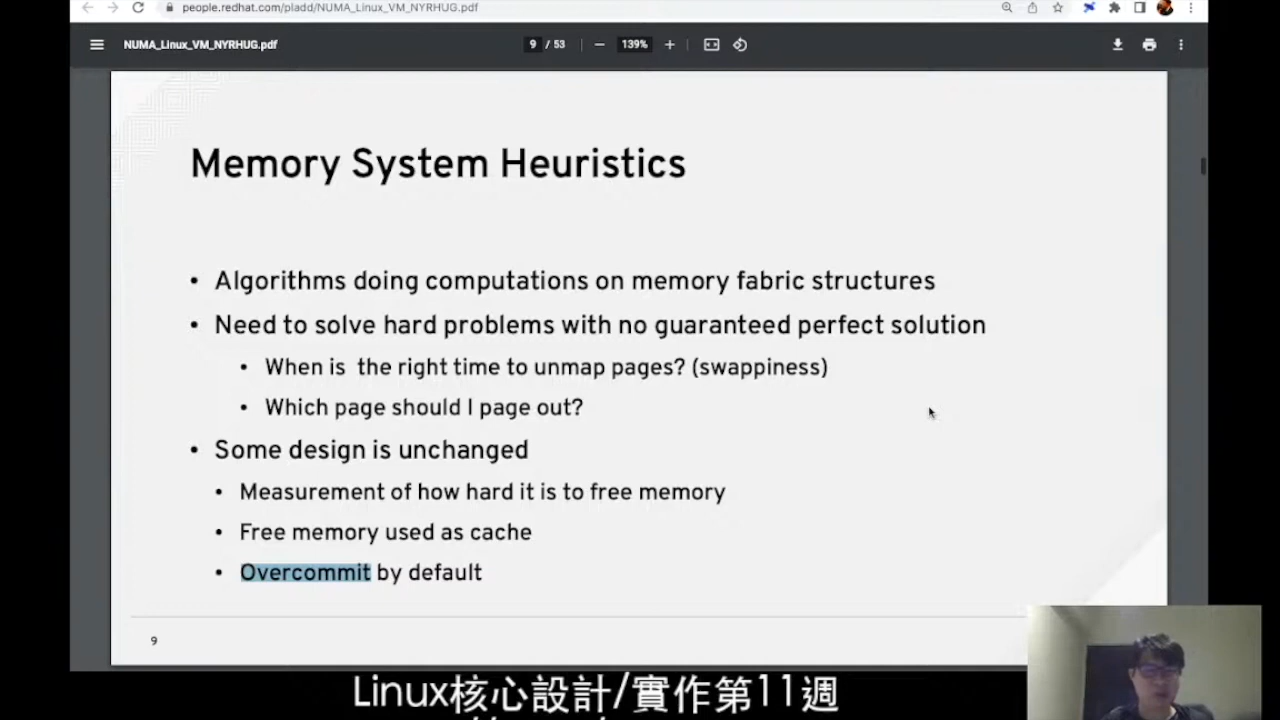 people.redhat.com/pladd/NUMA_Linux_VM_NYRHUG.pdf
NUMA_Linux_VM_NYRHUG.pdf
9 / 53
139%
Memory System Heuristics
• Algorithms doing computations on memory fabric structures
• Need to solve hard problems with no guaranteed perfect solution
• When is the right time to unmap pages? (swappiness)
• Which page should I page out?
• Some design is unchanged
• Measurement of how hard it is to free memory
• Free memory used as cache
• Overcommit by default
9
Linux核心設計/實作第11週